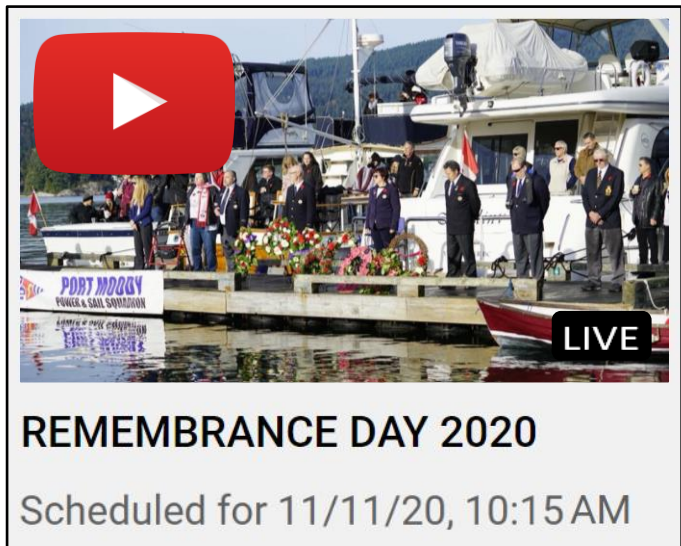 PORT MOODY
POWER & SAIL SQUADRON
LIVE
REMEMBRANCE DAY 2020
Scheduled for 11/11/20, 10:15 AM